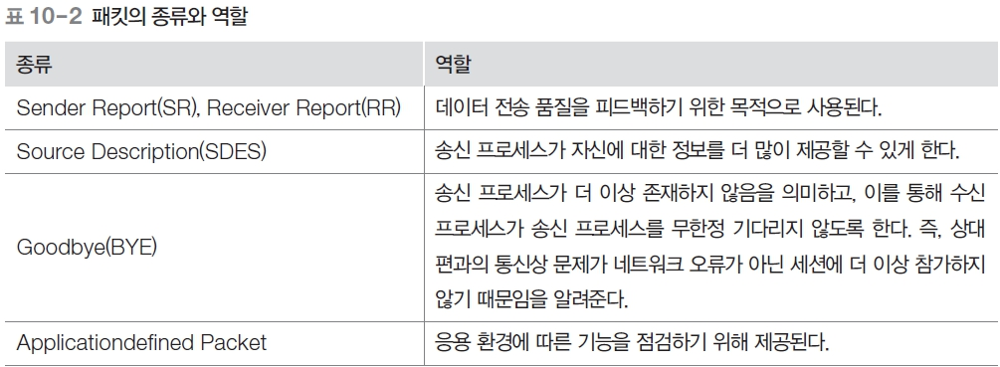 표 10-2 패킷의 종류와 역할
종류 역할
Sender Report(SR), Receiver Report(RR) 데이터 전송 품질을 피드백하기 위한 목적으로 사용된다.
Source Description(SDES) 송신 프로세스가 자신에 대한 정보를 더 많이 제공할 수 있게 한다.
Goodbye(BYE) 송신 프로세스가 더 이상 존재하지 않음을 의미하고, 이를 통해 수신
프로세스가 송신 프로세스를 무한정 기다리지 않도록 한다. 즉, 상대
편과의 통신상 문제가 네트워크 오류가 아닌 세션에 더 이상 참가하지
않기 때문임을 알려준다.
Applicationdefined Packet 응용 환경에 따른 기능을 점검하기 위해 제공된다.